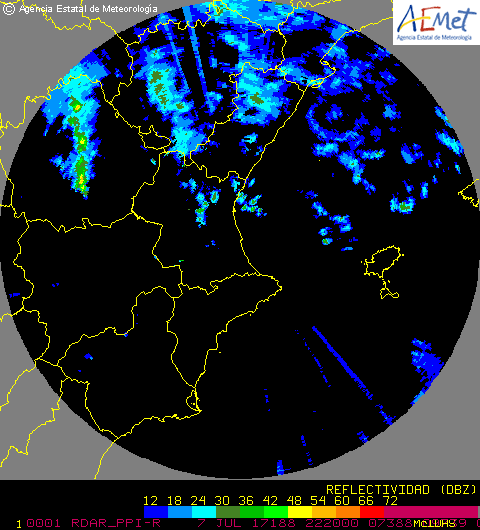 © Agencia Estatal de Meteorología
AEMet
Agencia Estatal de Meteorología
REFLECTIVIDAD (DBZ)
12 18 24 30 36 42 48 54 60 66 72
1 0001 RDAR_PPI-R 7 JUL 17188 222000